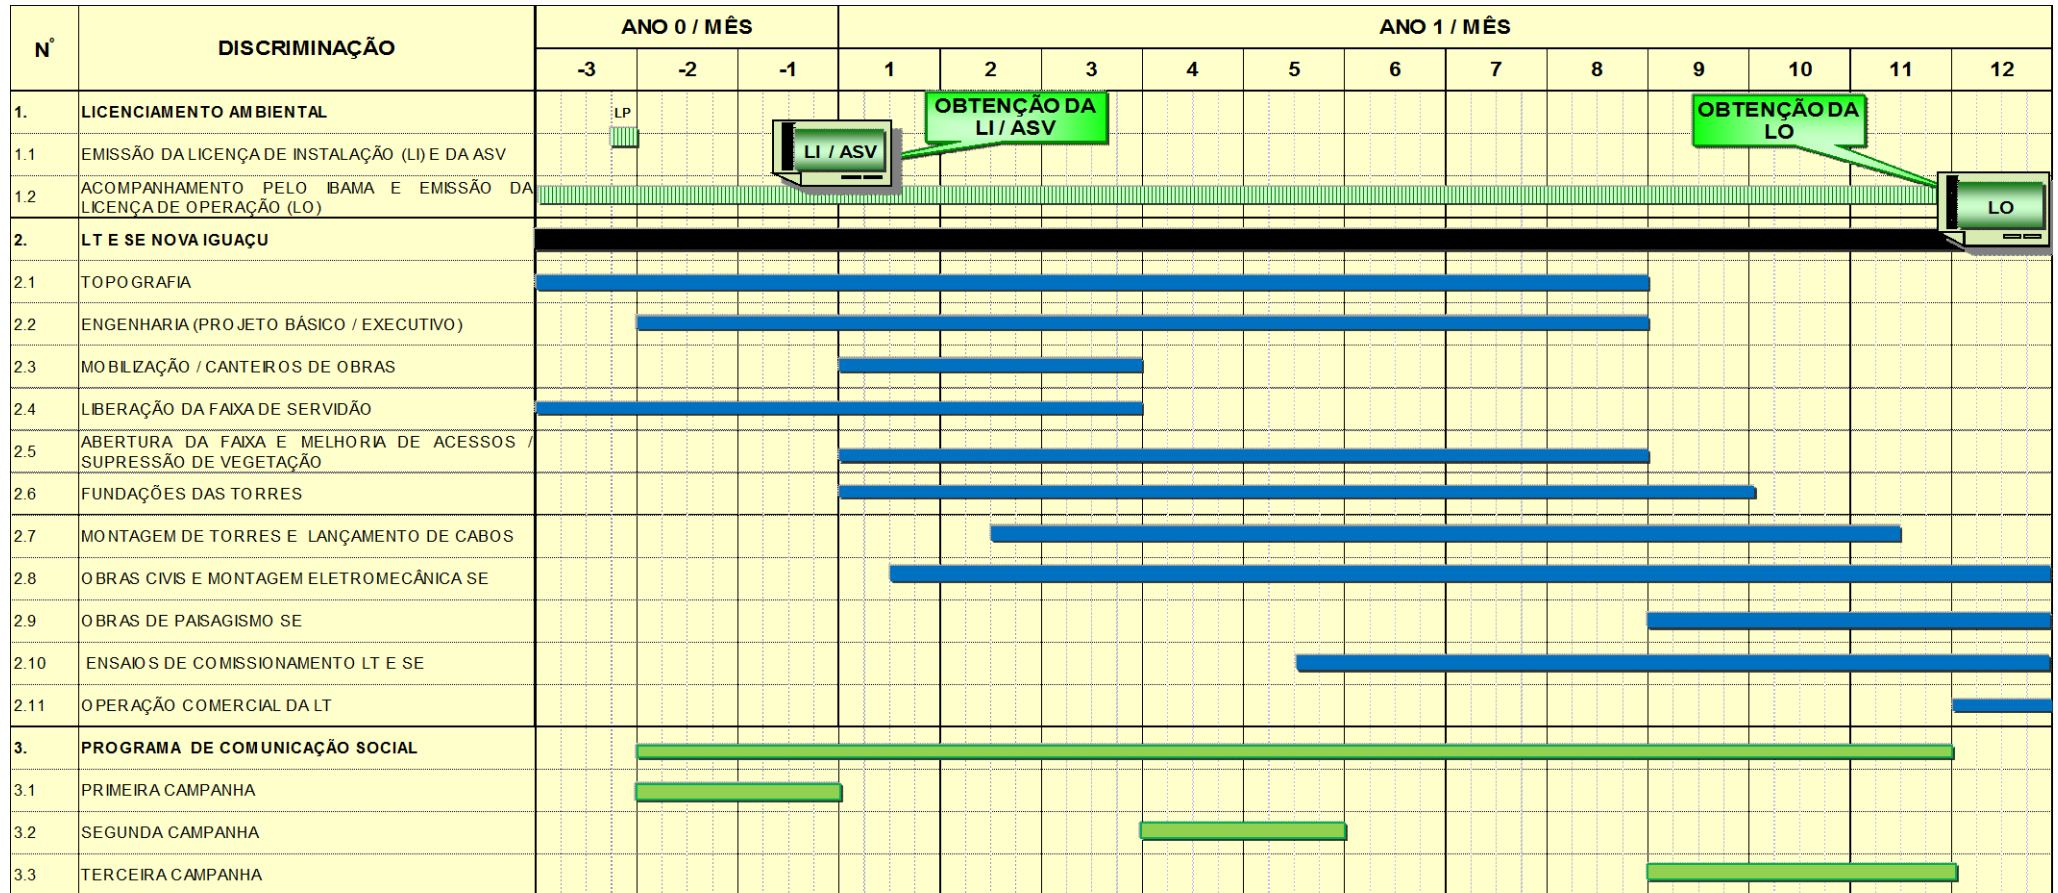 Nº DISCRIMINAÇÃO ANO 0 / MÊS ANO 1 / MÊS
-3 -2 -1 1 2 3 4 5 6 7 8 9 10 11 12
1. LICENCIAMENTO AMBIENTAL
LP
OBTENÇÃO DA
LI / ASV
OBTENÇÃO DA
LO
1.1 EMISSÃO DA LICENÇA DE INSTALAÇÃO (LI) E DA ASV
LI / ASV
1.2 ACOMPANHAMENTO PELO IBAMA E EMISSÃO DA
LICENÇA DE OPERAÇÃO (LO)
LO
2. LT E SE NOVA IGUAÇU
2.1 TOPOGRAFIA
2.2 ENGENHARIA (PROJETO BÁSICO / EXECUTIVO)
2.3 MOBILIZAÇÃO / CANTEIROS DE OBRAS
2.4 LIBERAÇÃO DA FAIXA DE SERVIDÃO
2.5 ABERTURA DA FAIXA E MELHORIA DE ACESSOS /
SUPRESSÃO DE VEGETAÇÃO
2.6 FUNDAÇÕES DAS TORRES
2.7 MONTAGEM DE TORRES E LANÇAMENTO DE CABOS
2.8 OBRAS CIVIS E MONTAGEM ELETROMECÂNICA SE
2.9 OBRAS DE PAISAGISMO SE
2.10 ENSAIOS DE COMISSIONAMENTO LT E SE
2.11 OPERAÇÃO COMERCIAL DA LT
3. PROGRAMA DE COMUNICAÇÃO SOCIAL
3.1 PRIMEIRA CAMPANHA
3.2 SEGUNDA CAMPANHA
3.3 TERCEIRA CAMPANHA